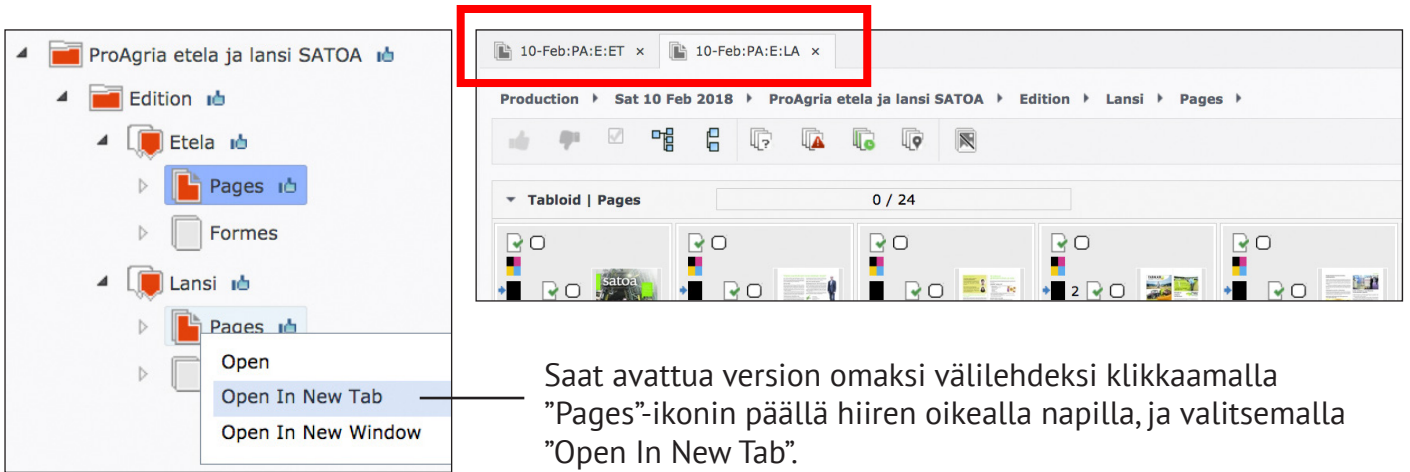 ProAgria etela ja lansi SATOA
Edition
Etela
Pages
Formes
Lansi
Pages
Open
Open In New Tab
Open In New Window
10-Feb:PA:E:ET ×
10-Feb:PA:E:LA ×
Production Sat 10 Feb 2018 ProAgria etela ja lansi SATOA Edition Lansi Pages
Tabloid | Pages
0 / 24
satoa
2
Saat avattua version omaksi välilehdeksi klikkaamalla
”Pages”-ikonin päällä hiiren oikealla napilla, ja valitsemalla
”Open In New Tab”.